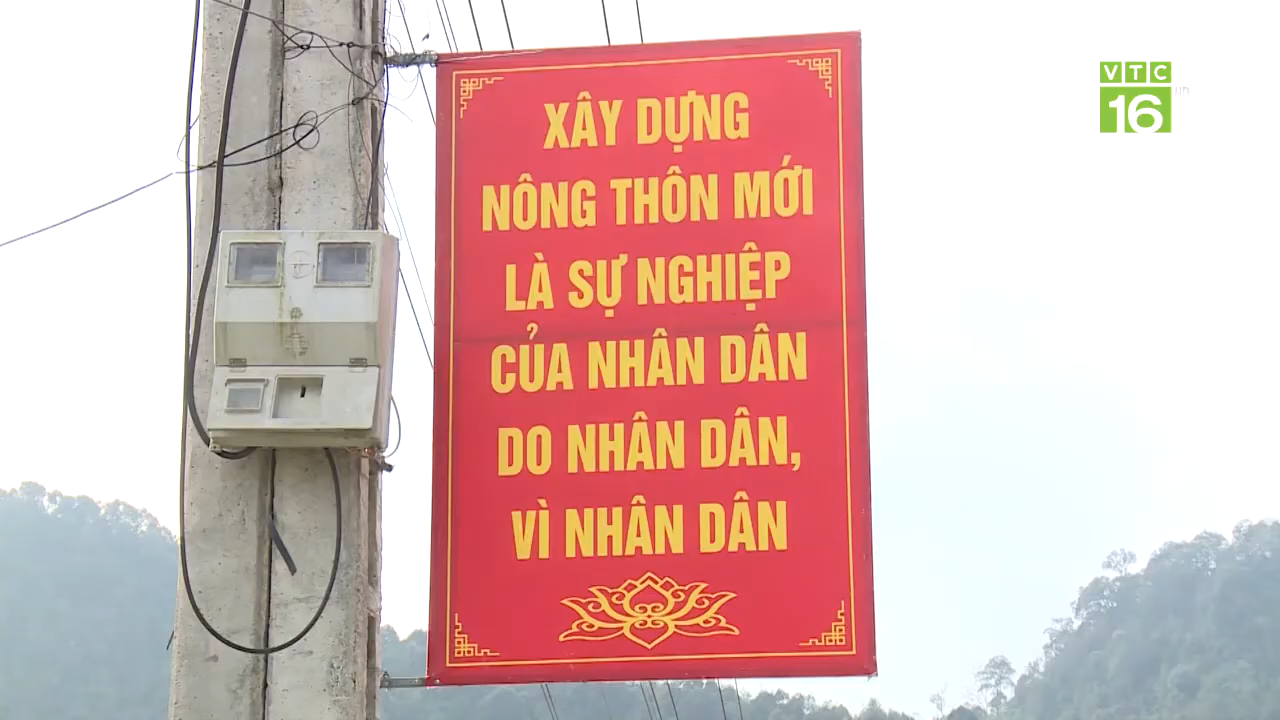 XÂY DỰNG
NÔNG THÔN MỚI
LÀ SỰ NGHIỆP
CỦA NHÂN DÂN
DO NHÂN DÂN,
VÌ NHÂN DÂN
VTC
16